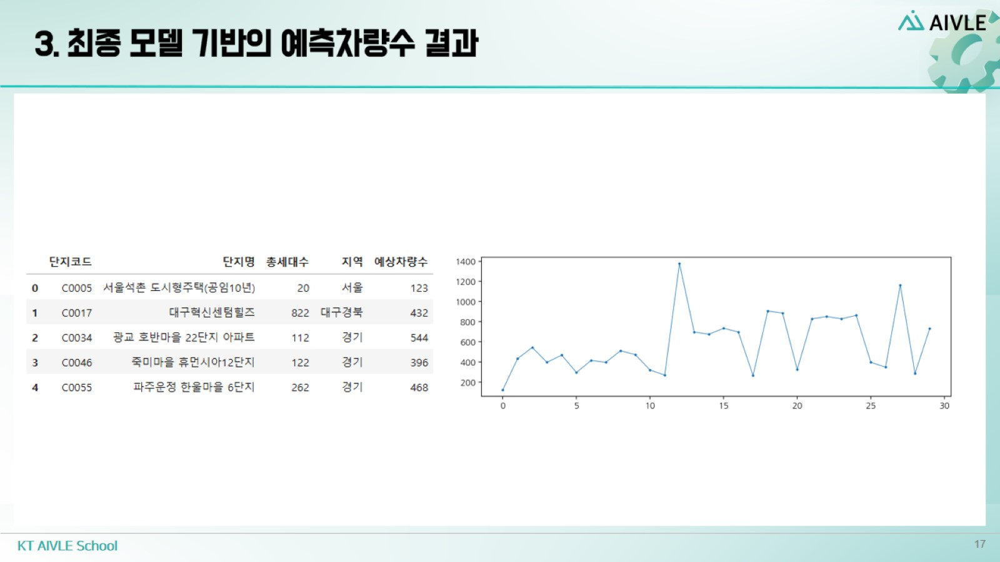 3. 최종 모델 기반의 예측차량수 결과
AIVLE
단지코드 단지명 총세대수 지역 예상차량수
0 C0005 서울석촌 도시형주택(공임10년) 20 서울 123
1 C0017 대구혁신센텀힐즈 822 대구경북 432
2 C0034 광교 호반마을 22단지 아파트 112 경기 544
3 C0046 죽미마을 휴먼시아12단지 122 경기 396
4 C0055 파주운정 한울마을 6단지 262 경기 468
1400
1200
1000
800
600
400
200
0 5 10 15 20 25 30
KT AIVLE School
17